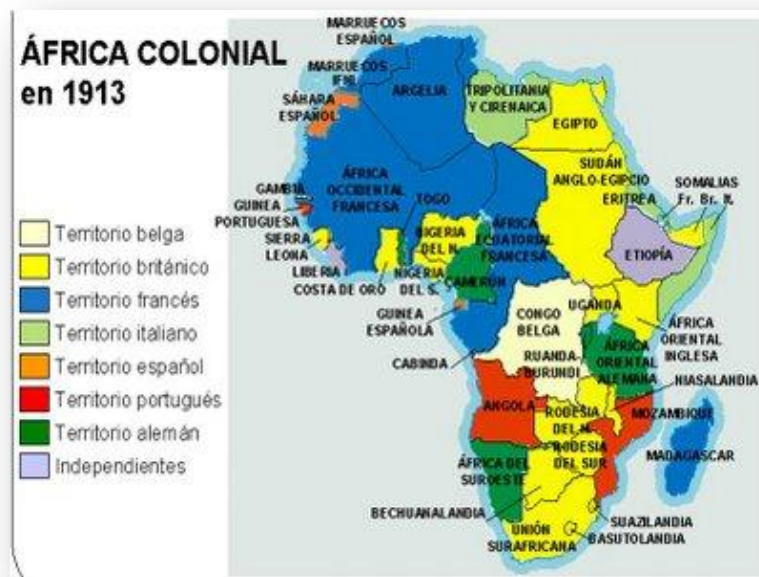 ÁFRICA COLONIAL
en 1913
Territorio belga
Territorio británico
Territorio francés
Territorio italiano
Territorio español
Territorio portugués
Territorio alemán
Independientes
MARRUECOS
ESPAÑOL
MARRUECOS
IFNI
SÁHARA
ESPAÑOL
ARGELIA
TRIPOLITANIA
Y CIRENAICA
EGIPTO
SUDÁN
ANGLO-EGIPCIO
ERITREA
SOMALIAS
Fr. Br. It.
ETIOPÍA
ÁFRICA
OCCIDENTAL
FRANCESA
GAMBIA
GUINEA
PORTUGUESA
SIERRA
LEONA
LIBERIA
COSTA DE ORO
TOGO
NIGERIA
DEL N.
NIGERIA
DEL S.
CAMERÚN
ÁFRICA
ECUATORIAL
FRANCESA
GUINEA
ESPAÑOLA
CABINDA
CONGO
BELGA
UGANDA
ÁFRICA
ORIENTAL
INGLESA
RUANDA-
BURUNDI
ÁFRICA
ORIENTAL
ALEMANA
NIASALANDIA
ANGOLA
RODESIA
DEL N.
RODESIA
DEL SUR
MOZAMBIQUE
MADAGASCAR
ÁFRICA DEL
SUROESTE
BECHUANALANDIA
UNIÓN
SURAFRICANA
SUAZILANDIA
BASUTOLANDIA